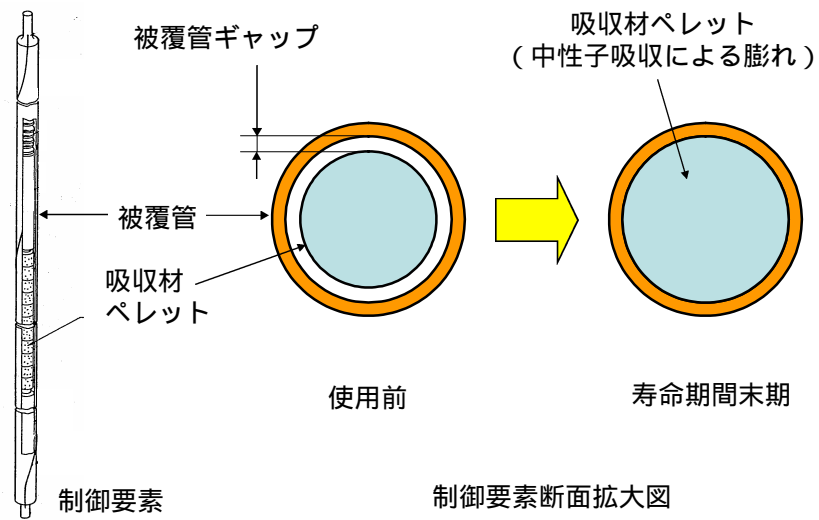 被覆管ギャップ
吸収材ペレット
(中性子吸収による膨れ)
被覆管
吸収材
ペレット
使用前
寿命期間末期
制御要素
制御要素断面拡大図